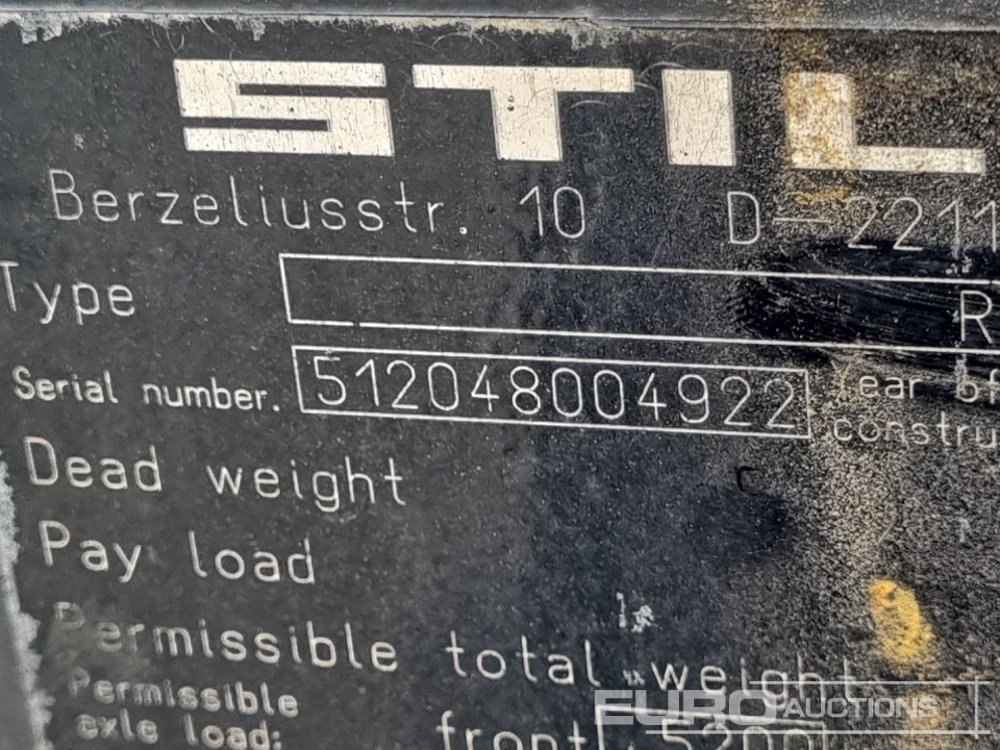 STIL
Berzeliusstr. 10 D-2211
Type R
Serial number. 512048004922 Year of constru
Dead weight
Pay load
Permissible total weight
Permissible axle load: front 5200
EURO AUCTIONS